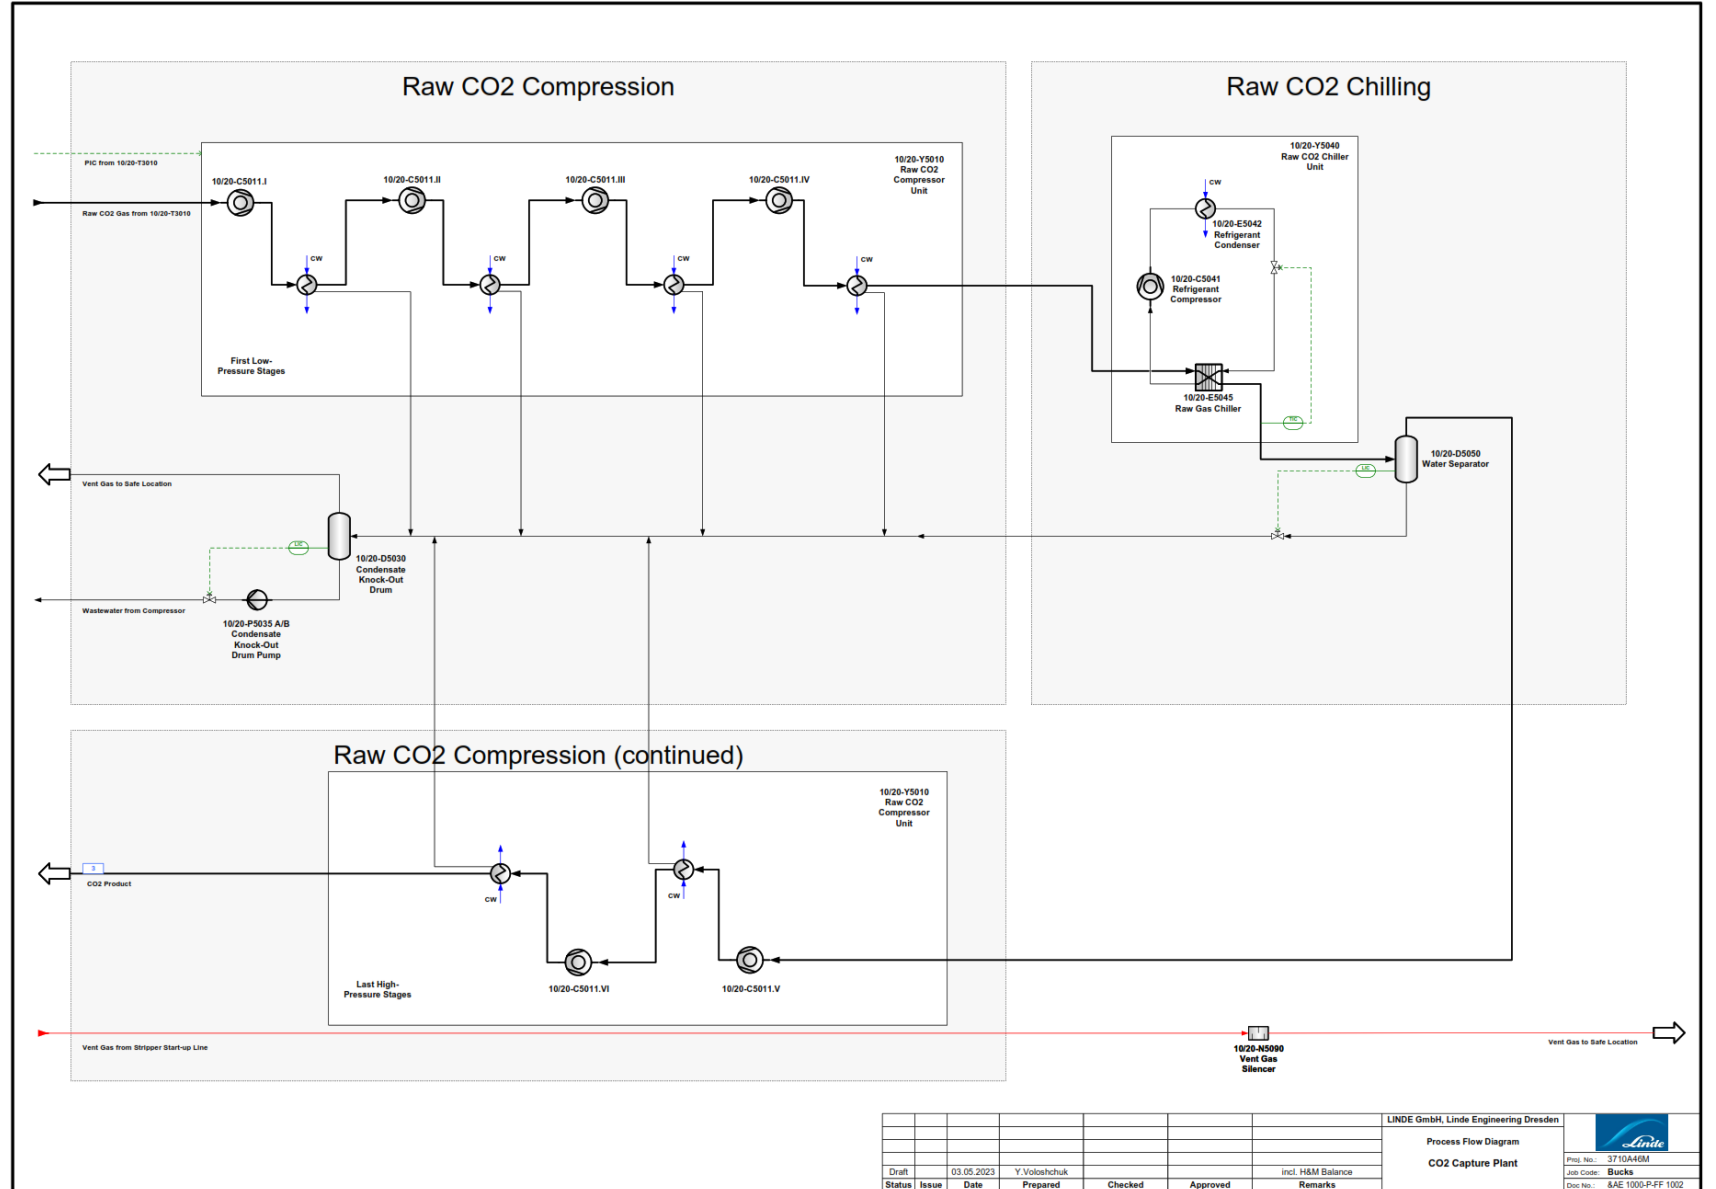 Raw CO2 Compression
PIC from 10/20-T3010
Raw CO2 Gas from 10/20-T3010
10/20-C5011.I
10/20-C5011.II
10/20-C5011.III
10/20-C5011.IV
10/20-Y5010
Raw CO2
Compressor
Unit
CW
CW
CW
CW
First Low-
Pressure Stages
Raw CO2 Chilling
10/20-Y5040
Raw CO2 Chiller
Unit
CW
10/20-E5042
Refrigerant
Condenser
10/20-C5041
Refrigerant
Compressor
10/20-E5045
Raw Gas Chiller
TIC
LIC
10/20-D5050
Water Separator
Vent Gas to Safe Location
LIC
10/20-D5030
Condensate
Knock-Out
Drum
Wastewater from Compressor
10/20-P5035 A/B
Condensate
Knock-Out
Drum Pump
Raw CO2 Compression (continued)
10/20-Y5010
Raw CO2
Compressor
Unit
3
CO2 Product
CW
CW
10/20-C5011.VI
10/20-C5011.V
Last High-
Pressure Stages
Vent Gas from Stripper Start-up Line
10/20-N5090
Vent Gas
Silencer
Vent Gas to Safe Location
LINDE GmbH, Linde Engineering Dresden
Process Flow Diagram
CO2 Capture Plant
Linde
Proj. No.: 3710A46M
Job Code: Bucks
Doc No.: &AE 1000-P-FF 1002
Draft 03.05.2023 Y.Voloshchuk incl. H&M Balance
Status Issue Date Prepared Checked Approved Remarks